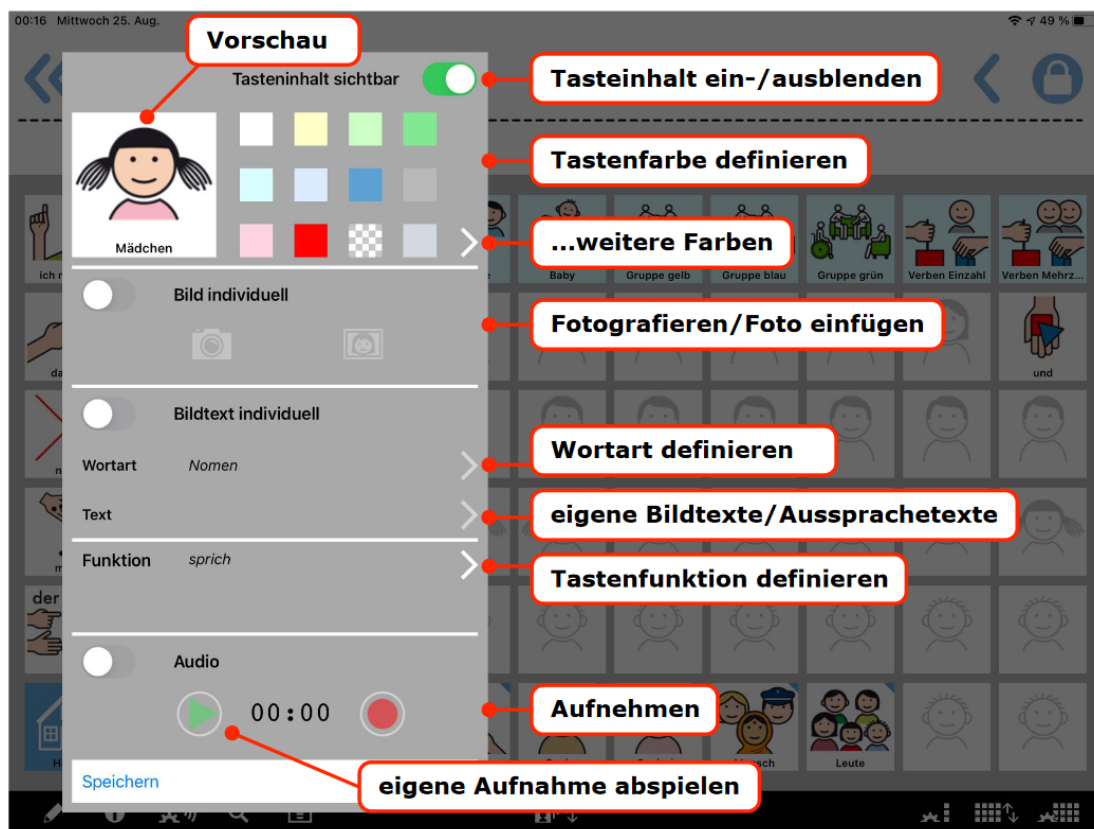 00:16 Mittwoch 25. Aug.
49 %
Vorschau
Tasteninhalt sichtbar
Tasteinhalt ein-/ausblenden
Tastenfarbe definieren
Mädchen
...weitere Farben
Baby
Gruppe gelb
Gruppe blau
Gruppe grün
Verben Einzahl
Verben Mehrz...
Bild individuell
Fotografieren/Foto einfügen
und
Bildtext individuell
Wortart Nomen
Wortart definieren
Text
eigene Bildtexte/Aussprachetexte
Funktion sprich
Tastenfunktion definieren
der
Audio
00:00
Aufnehmen
Leute
Speichern
eigene Aufnahme abspielen